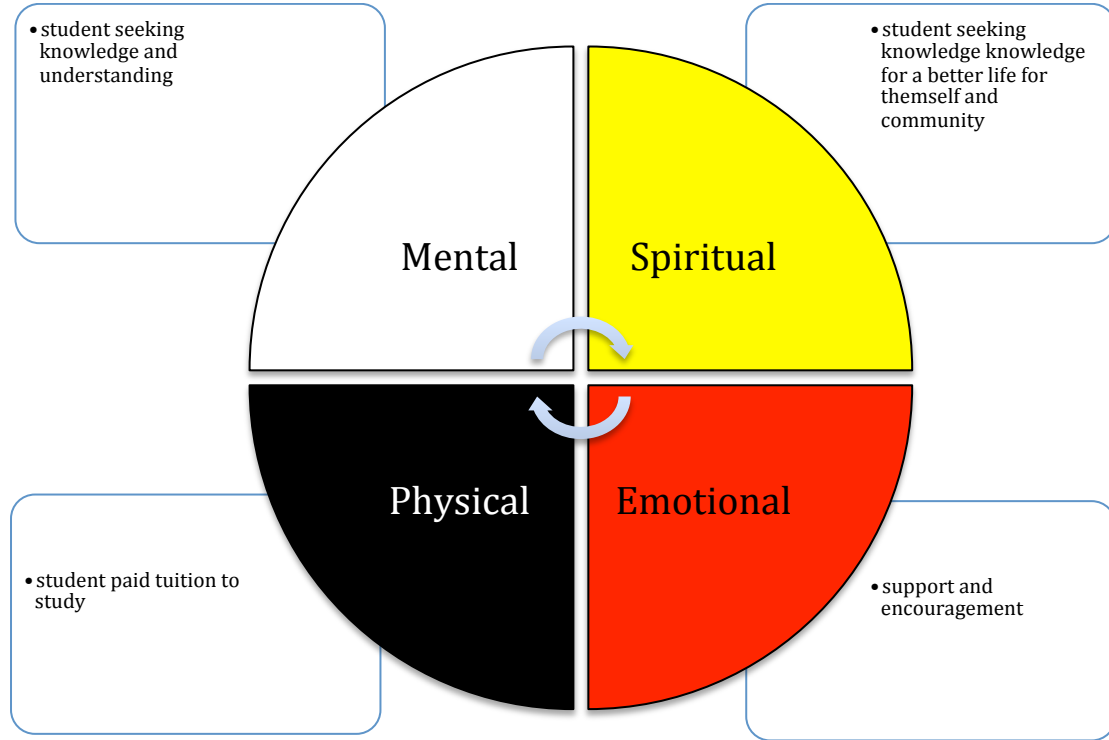 • student seeking
knowledge and
understanding
• student seeking
knowledge knowledge
for a better life for
themself and
community
Mental
Spiritual
Physical
Emotional
• student paid tuition to
study
• support and
encouragement